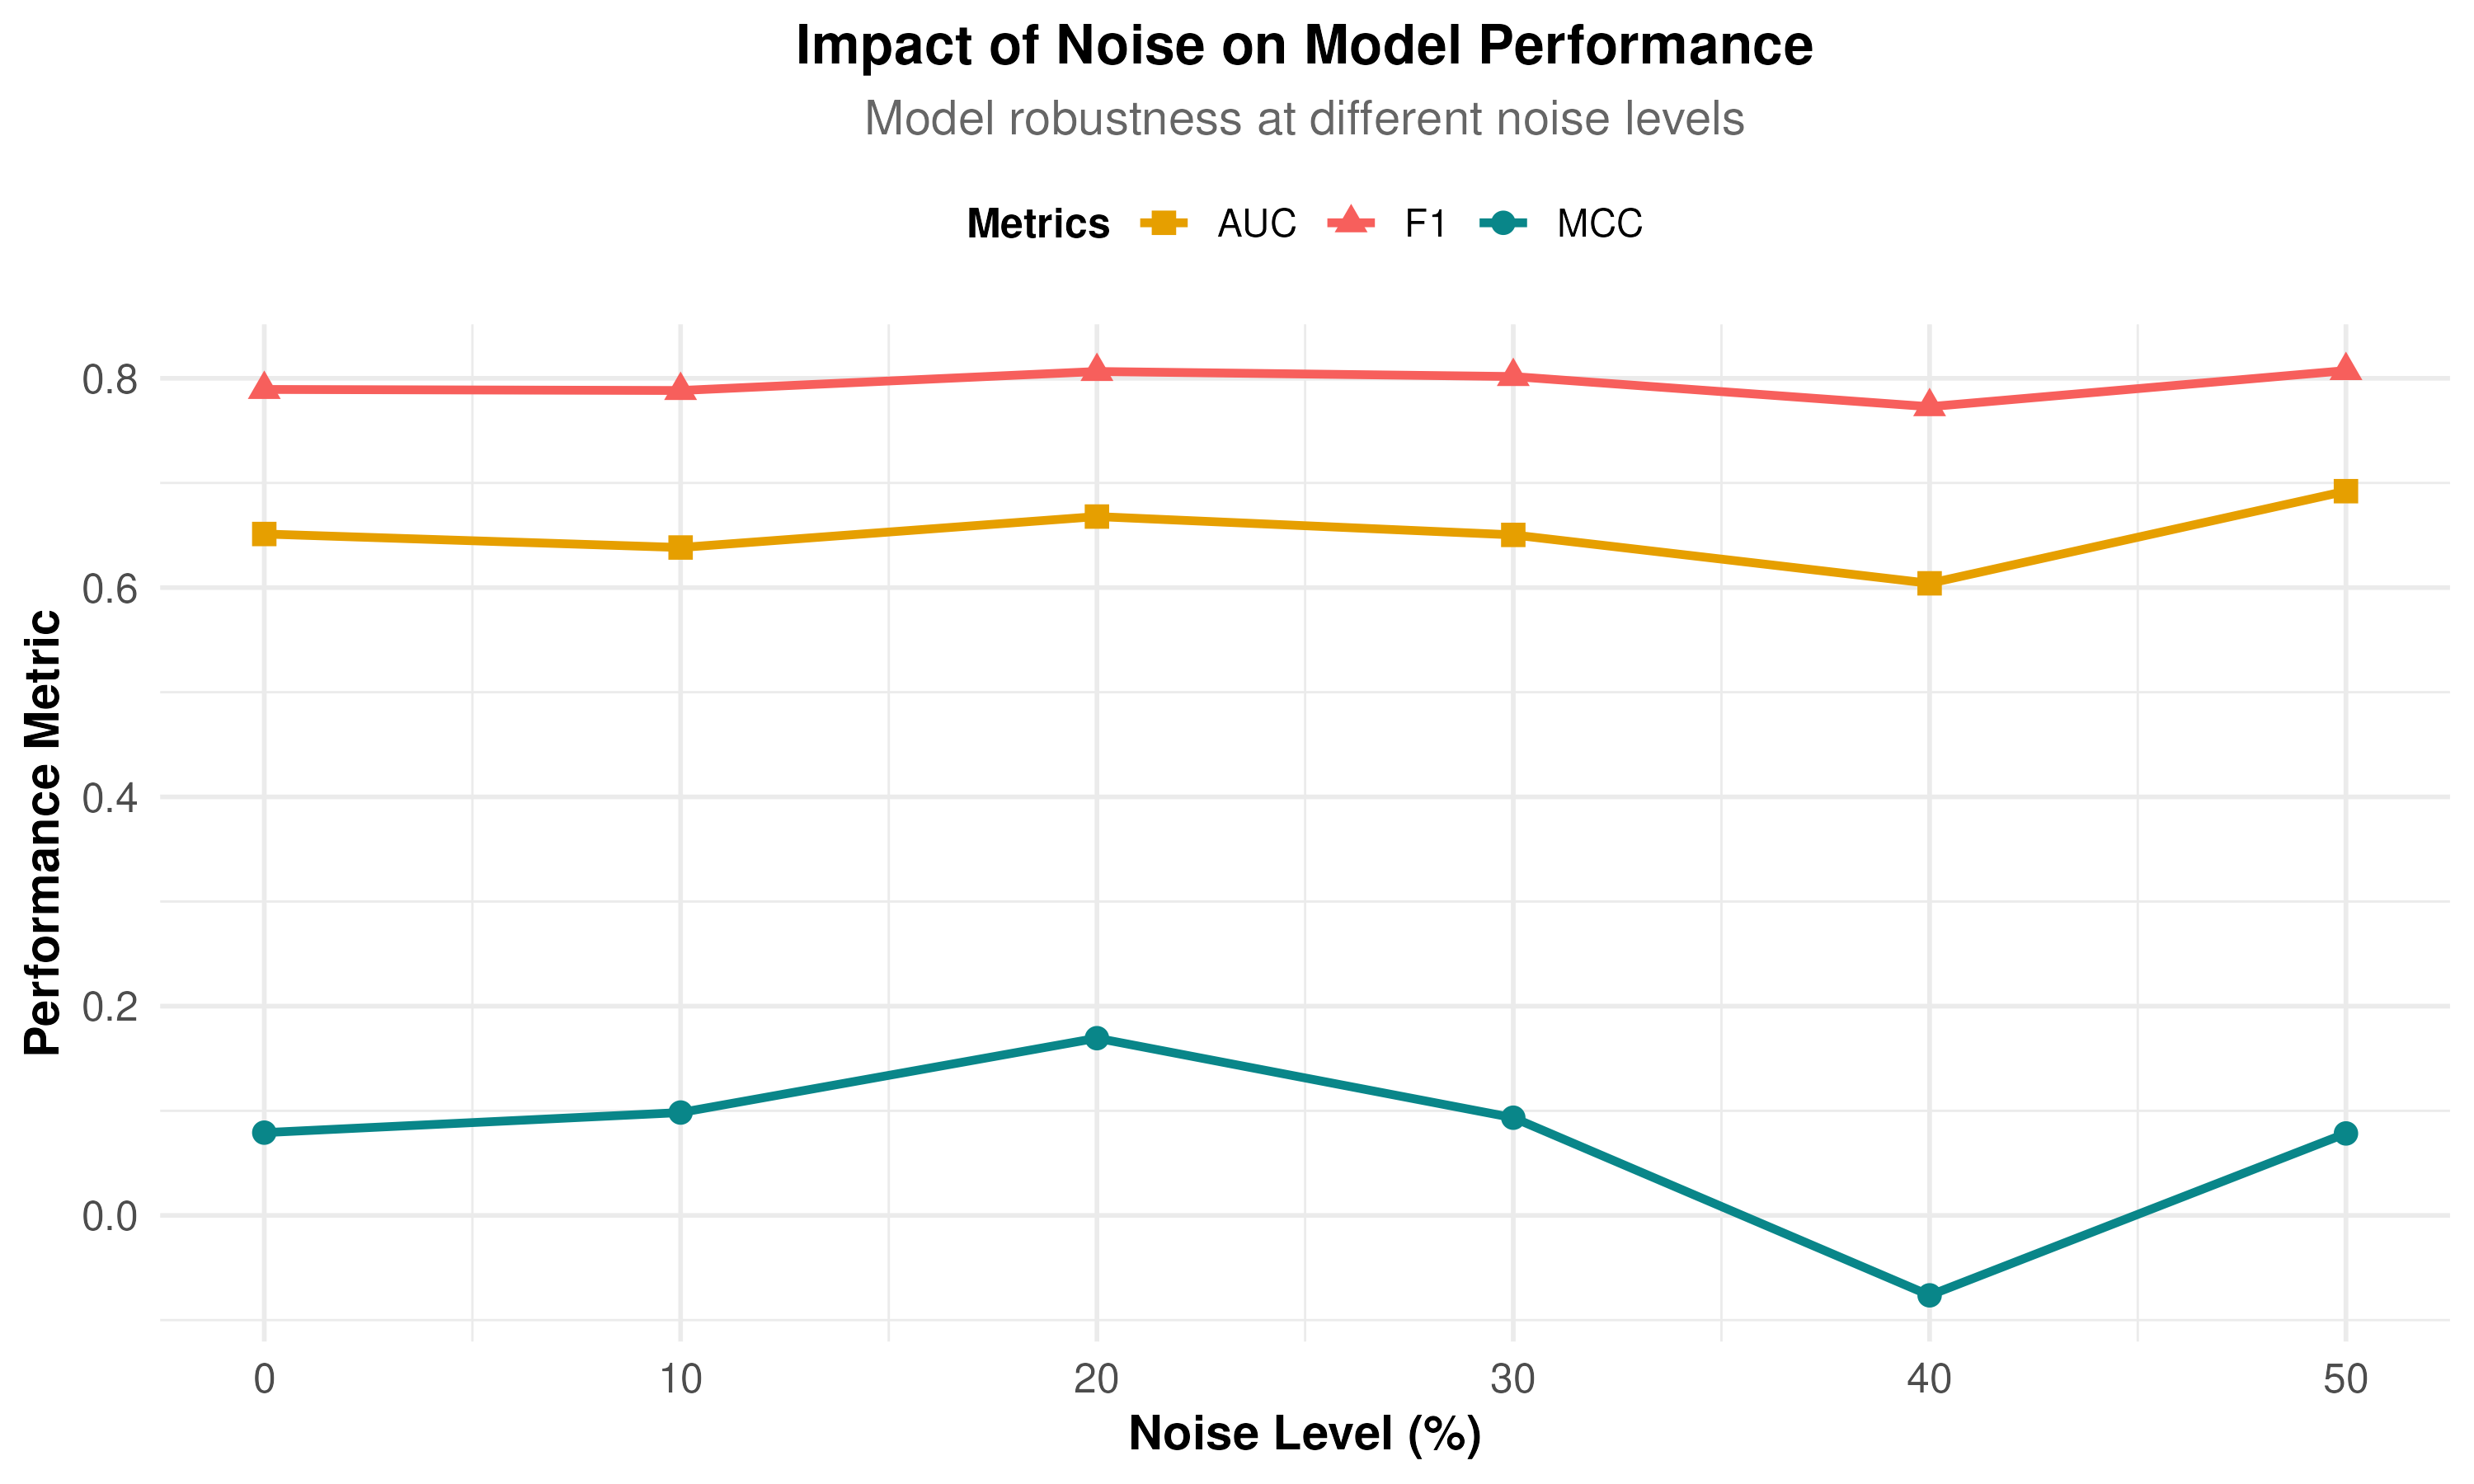 Impact of Noise on Model Performance
Model robustness at different noise levels
Metrics AUC F1 MCC
Performance Metric
0.8
0.6
0.4
0.2
0.0
0 10 20 30 40 50
Noise Level (%)